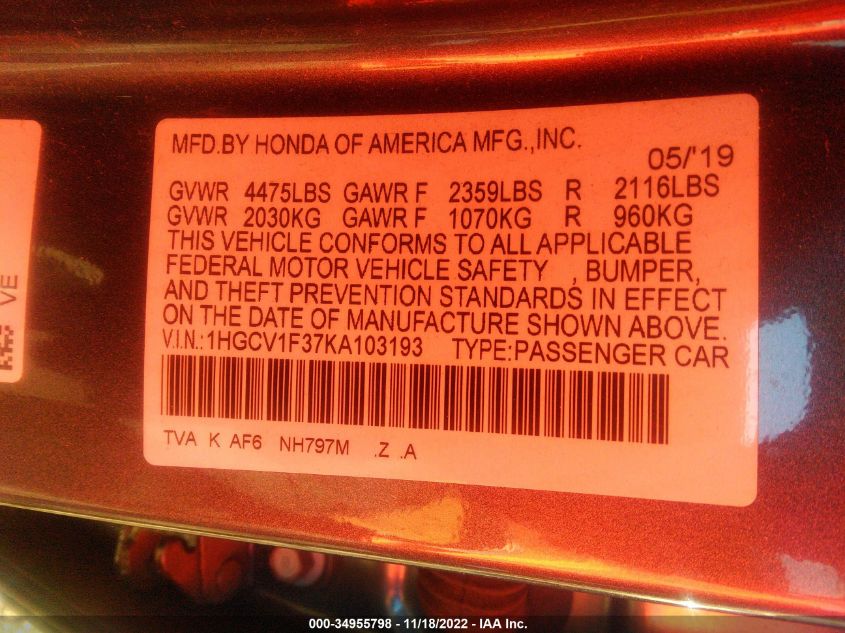 MFD.BY HONDA OF AMERICA MFG.,INC.
05/'19
GVWR 4475LBS GAWR F 2359LBS R 2116LBS
GVWR 2030KG GAWR F 1070KG R 960KG
THIS VEHICLE CONFORMS TO ALL APPLICABLE
FEDERAL MOTOR VEHICLE SAFETY , BUMPER,
AND THEFT PREVENTION STANDARDS IN EFFECT
ON THE DATE OF MANUFACTURE SHOWN ABOVE.
V.I.N.:1HGCV1F37KA103193 TYPE:PASSENGER CAR
TVA K AF6 NH797M .Z .A
VE
000-34955798 - 11/18/2022 - IAA Inc.